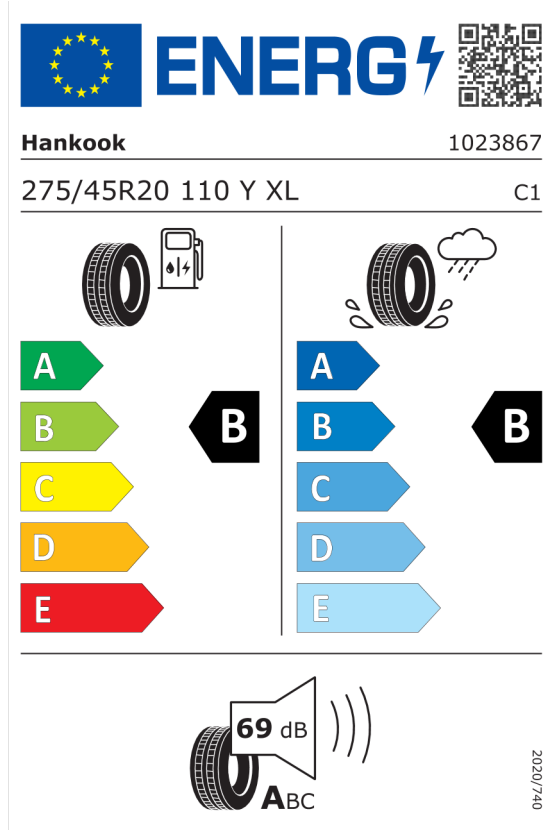 ENERG
Hankook 1023867
275/45R20 110 Y XL C1
A A
B B B B
C C
D D
E E
69 dB
ABC
2020/740